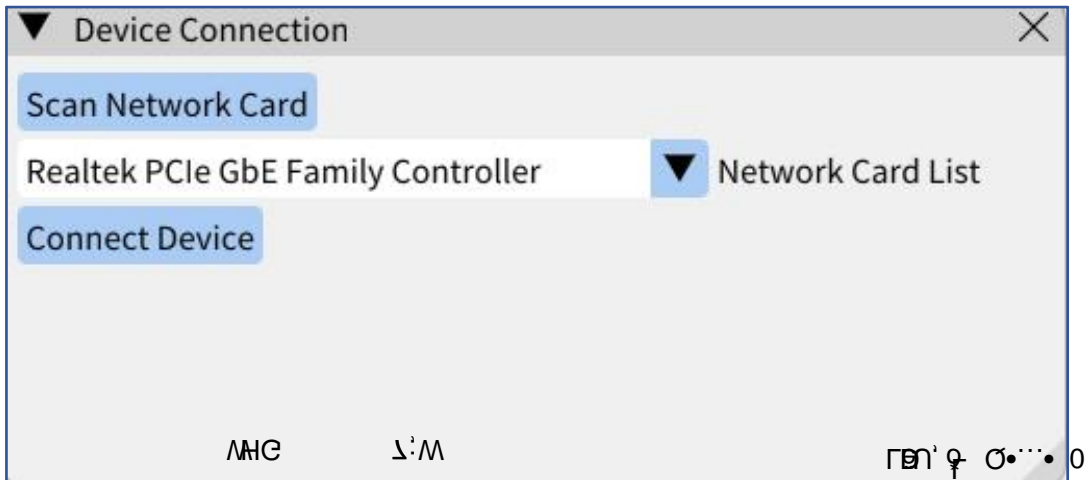 Device Connection
Scan Network Card
Realtek PCIe GbE Family Controller
Network Card List
Connect Device